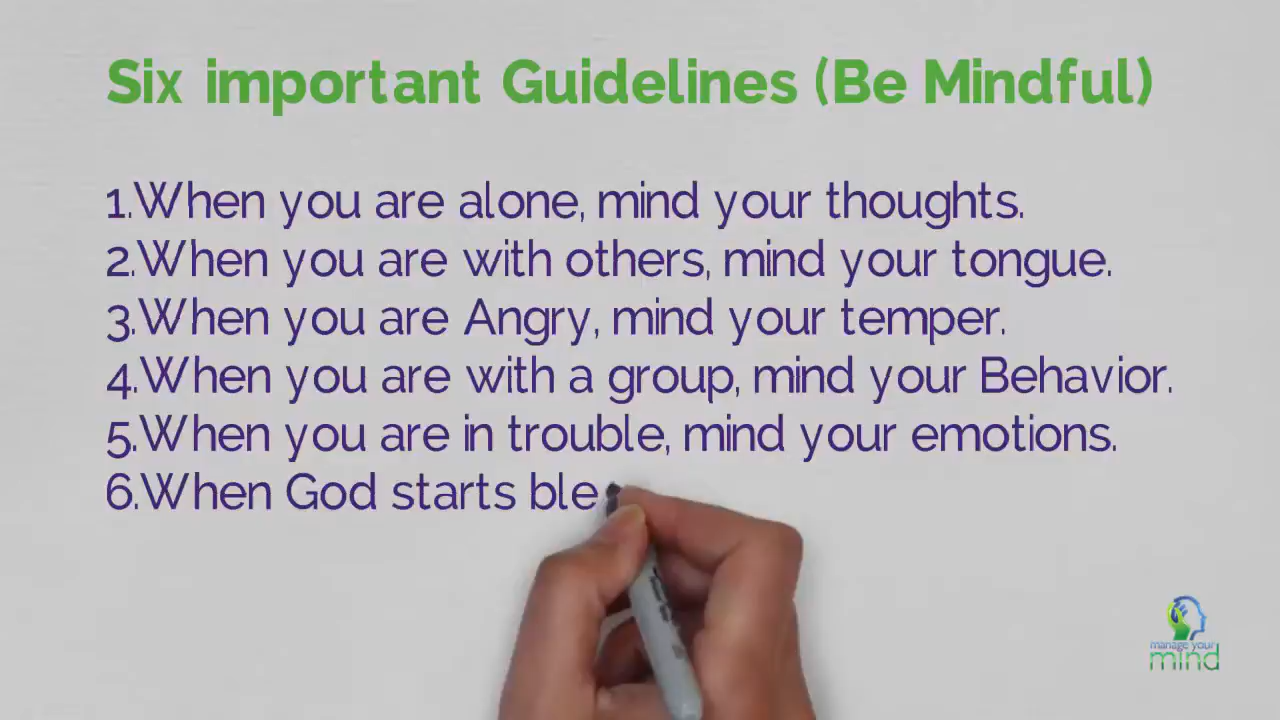 Six important Guidelines (Be Mindful)
1.When you are alone, mind your thoughts.
2.When you are with others, mind your tongue.
3.When you are Angry, mind your temper.
4.When you are with a group, mind your Behavior.
5.When you are in trouble, mind your emotions.
6.When God starts ble
manage your
mind